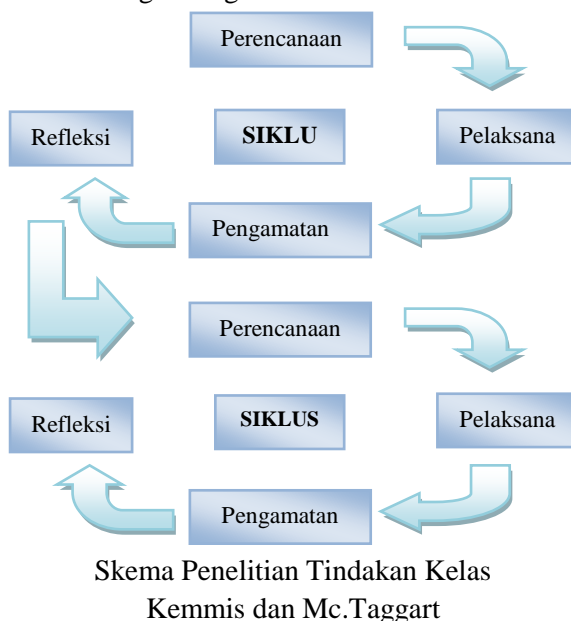 Perencanaan
Refleksi
SIKLU
Pelaksana
Pengamatan
Perencanaan
Refleksi
SIKLUS
Pelaksana
Pengamatan
Skema Penelitian Tindakan Kelas
Kemmis dan Mc.Taggart